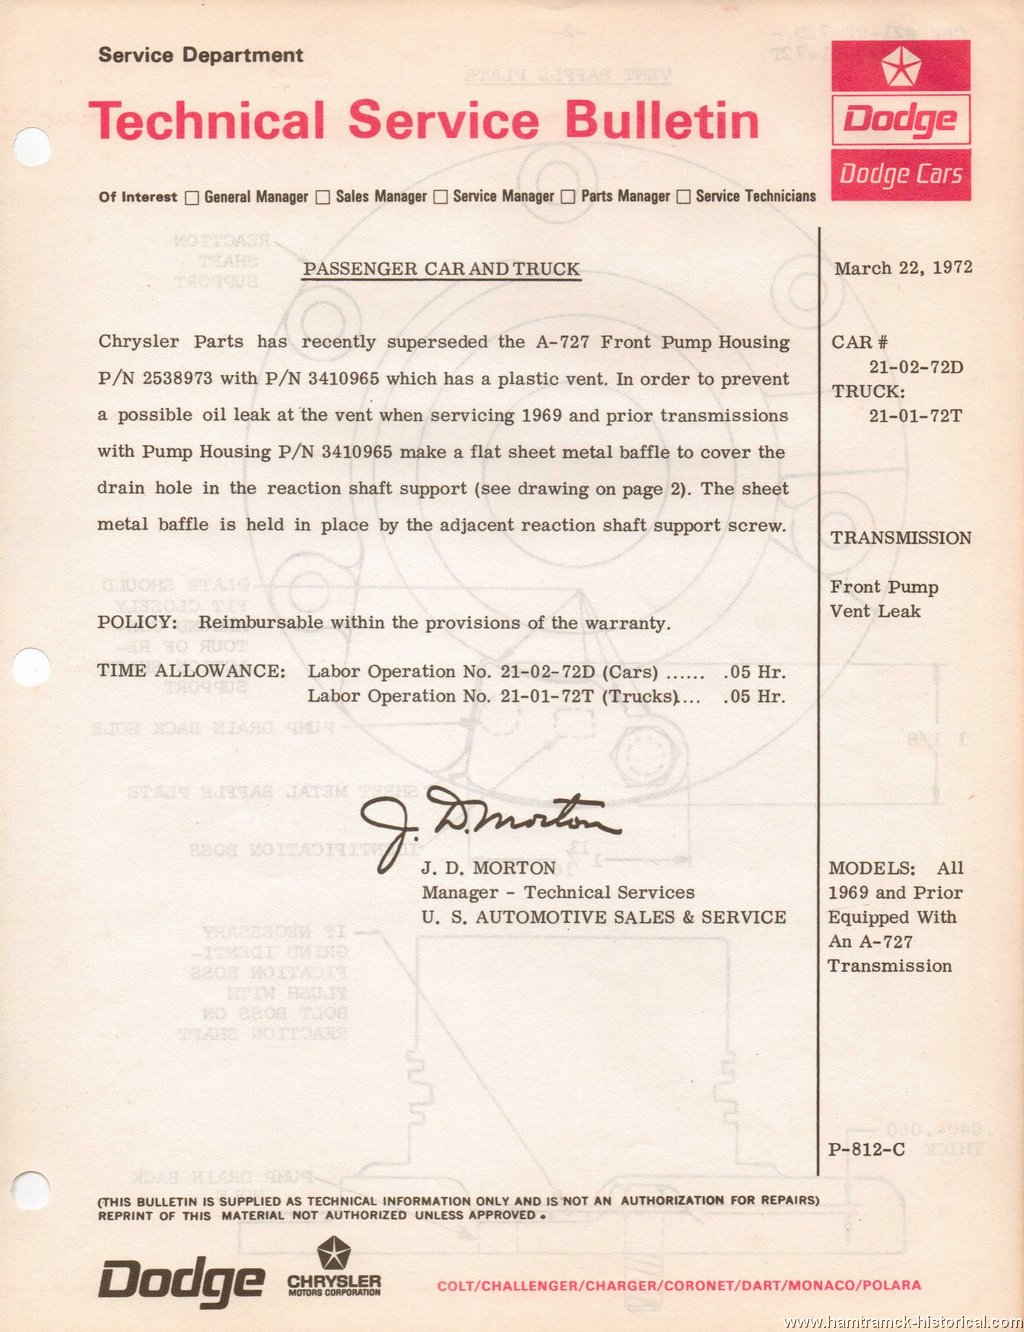 Service Department
Technical Service Bulletin
Dodge
Dodge Cars
Of Interest □ General Manager □ Sales Manager □ Service Manager □ Parts Manager □ Service Technicians
PASSENGER CAR AND TRUCK
March 22, 1972
Chrysler Parts has recently superseded the A-727 Front Pump Housing
P/N 2538973 with P/N 3410965 which has a plastic vent. In order to prevent
a possible oil leak at the vent when servicing 1969 and prior transmissions
with Pump Housing P/N 3410965 make a flat sheet metal baffle to cover the
drain hole in the reaction shaft support (see drawing on page 2). The sheet
metal baffle is held in place by the adjacent reaction shaft support screw.
CAR #
21-02-72D
TRUCK:
21-01-72T
TRANSMISSION
Front Pump
Vent Leak
POLICY: Reimbursable within the provisions of the warranty.
TIME ALLOWANCE: Labor Operation No. 21-02-72D (Cars) ...... .05 Hr.
Labor Operation No. 21-01-72T (Trucks).... .05 Hr.
J. D. Morton
J. D. MORTON
Manager - Technical Services
U. S. AUTOMOTIVE SALES & SERVICE
MODELS: All
1969 and Prior
Equipped With
An A-727
Transmission
P-812-C
(THIS BULLETIN IS SUPPLIED AS TECHNICAL INFORMATION ONLY AND IS NOT AN AUTHORIZATION FOR REPAIRS)
REPRINT OF THIS MATERIAL NOT AUTHORIZED UNLESS APPROVED.
Dodge
CHRYSLER
MOTORS CORPORATION
COLT/CHALLENGER/CHARGER/CORONET/DART/MONACO/POLARA
www.hamtramck-historical.com